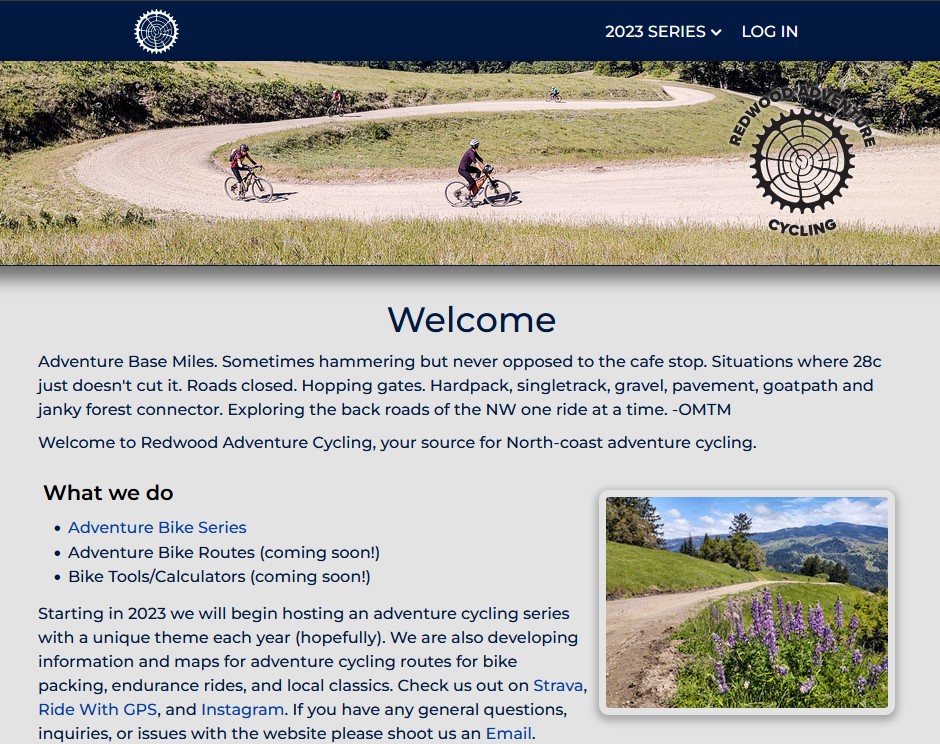 2023 SERIES LOG IN
REDWOOD ADVENTURE
CYCLING
Welcome
Adventure Base Miles. Sometimes hammering but never opposed to the cafe stop. Situations where 28c
just doesn't cut it. Roads closed. Hopping gates. Hardpack, singletrack, gravel, pavement, goatpath and
janky forest connector. Exploring the back roads of the NW one ride at a time. -OMTM
Welcome to Redwood Adventure Cycling, your source for North-coast adventure cycling.
What we do
• Adventure Bike Series
• Adventure Bike Routes (coming soon!)
• Bike Tools/Calculators (coming soon!)
Starting in 2023 we will begin hosting an adventure cycling series
with a unique theme each year (hopefully). We are also developing
information and maps for adventure cycling routes for bike
packing, endurance rides, and local classics. Check us out on Strava,
Ride With GPS, and Instagram. If you have any general questions,
inquiries, or issues with the website please shoot us an Email.